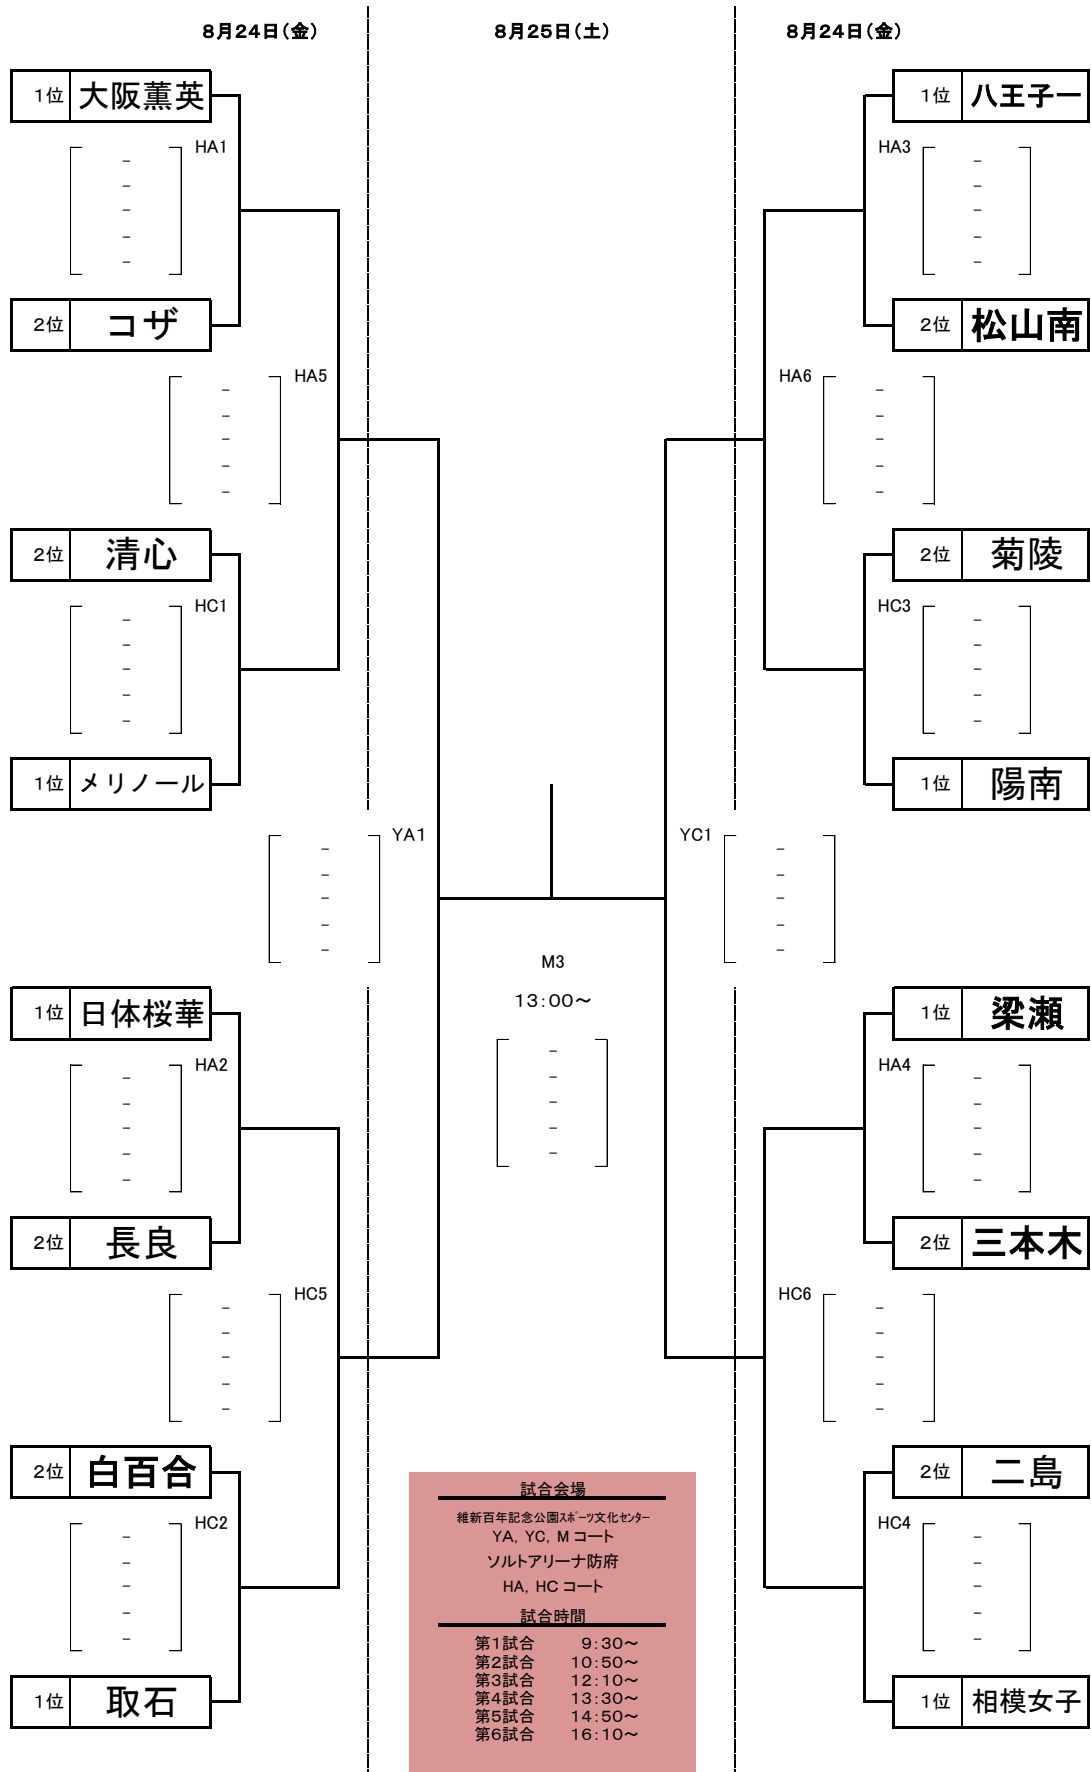 8月24日(金) 8月25日(土) 8月24日(金)
1位 大阪薫英
HA1
-
-
-
-
-
2位 コザ
HA5
-
-
-
-
-
2位 清心
HC1
-
-
-
-
-
1位 メリノール
YA1
-
-
-
-
-
1位 日体桜華
HA2
-
-
-
-
-
2位 長良
HC5
-
-
-
-
-
2位 白百合
HC2
-
-
-
-
-
1位 取石
M3
13:00~
-
-
-
-
-
1位 八王子一
HA3
-
-
-
-
-
2位 松山南
HA6
-
-
-
-
-
2位 菊陵
HC3
-
-
-
-
-
1位 陽南
YC1
-
-
-
-
-
1位 梁瀬
HA4
-
-
-
-
-
2位 三本木
HC6
-
-
-
-
-
2位 二島
HC4
-
-
-
-
-
1位 相模女子
試合会場
維新百年記念公園スポーツ文化センター
YA, YC, M コート
ソルトアリーナ防府
HA, HC コート
試合時間
第1試合 9:30~
第2試合 10:50~
第3試合 12:10~
第4試合 13:30~
第5試合 14:50~
第6試合 16:10~